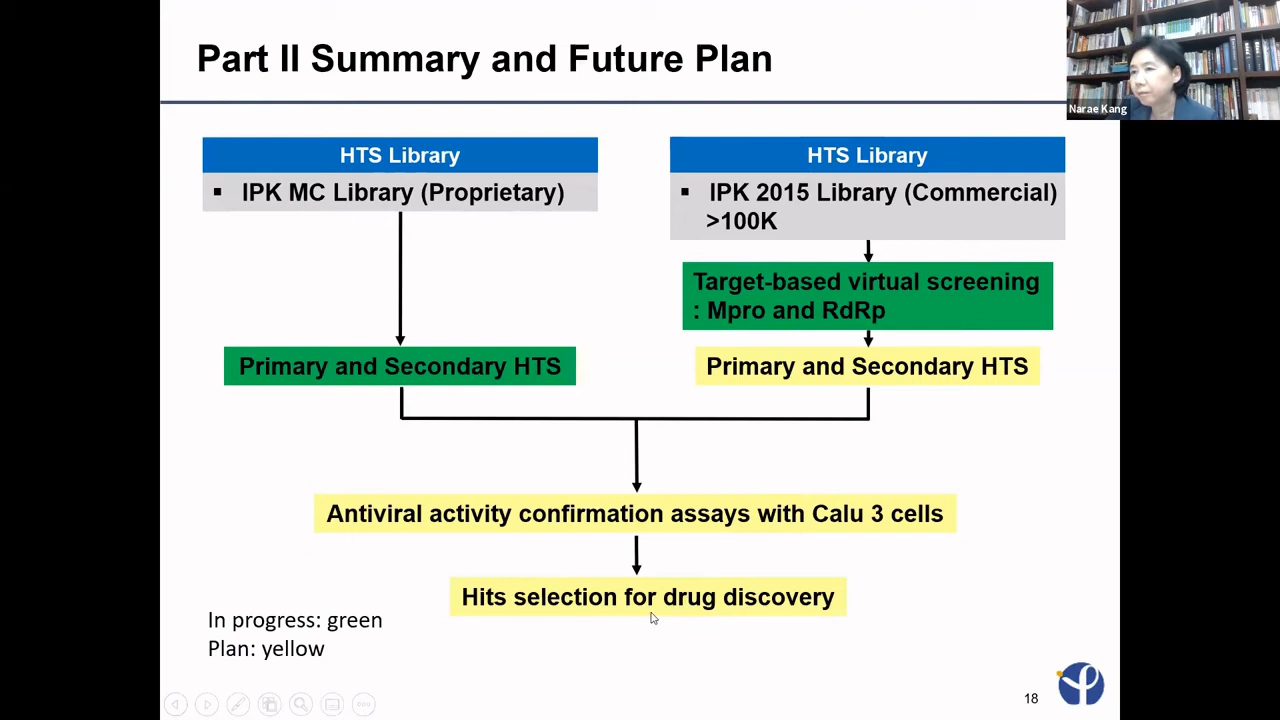 Part II Summary and Future Plan
Narae Kang
HTS Library
▪ IPK MC Library (Proprietary)
HTS Library
▪ IPK 2015 Library (Commercial)
>100K
Target-based virtual screening
: Mpro and RdRp
Primary and Secondary HTS
Primary and Secondary HTS
Antiviral activity confirmation assays with Calu 3 cells
Hits selection for drug discovery
In progress: green
Plan: yellow
18